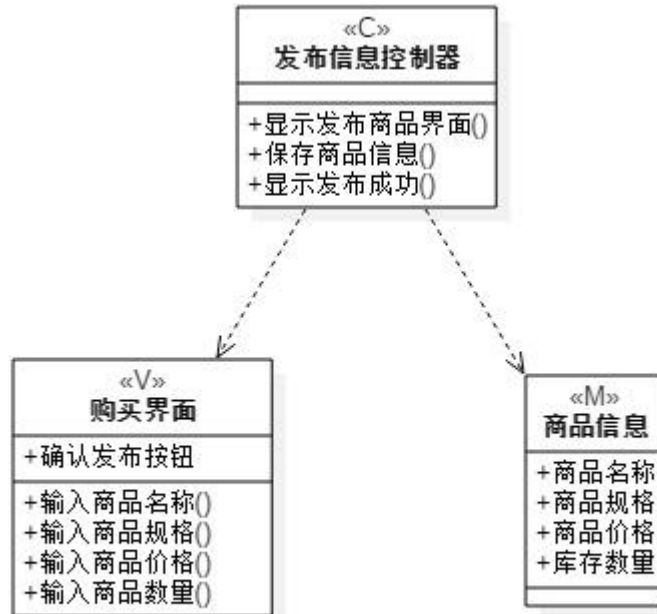 «C»
发布信息控制器
+显示发布商品界面()
+保存商品信息()
+显示发布成功()
«V»
购买界面
+确认发布按钮
+输入商品名称()
+输入商品规格()
+输入商品价格()
+输入商品数量()
«M»
商品信息
+商品名称
+商品规格
+商品价格
+库存数量